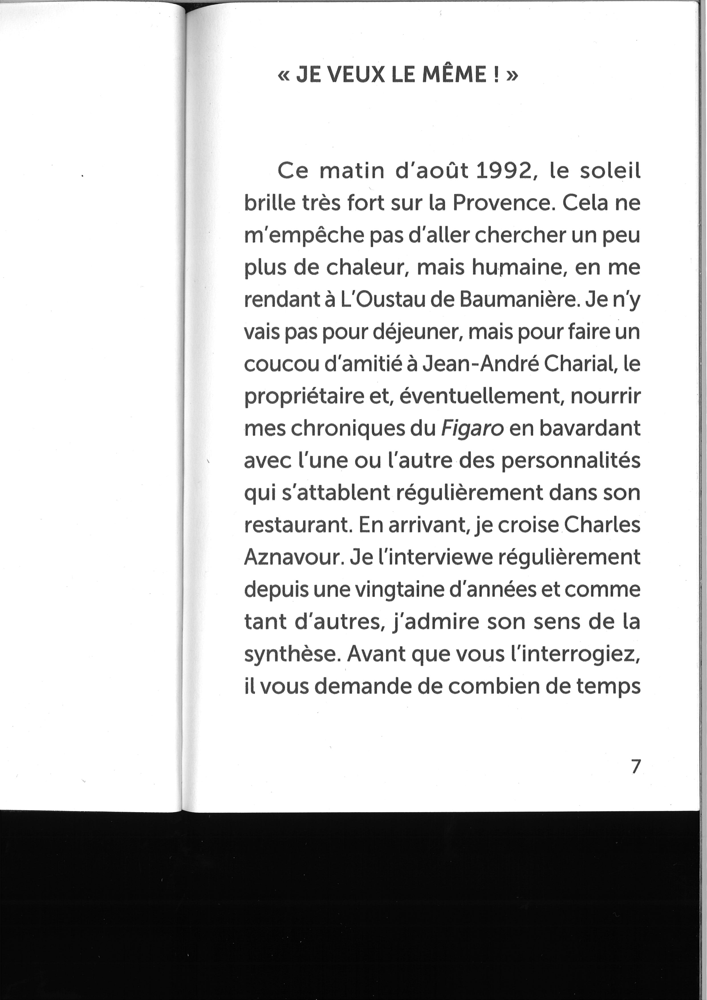 « JE VEUX LE MÊME ! »
Ce matin d'août 1992, le soleil
brille très fort sur la Provence. Cela ne
m'empêche pas d'aller chercher un peu
plus de chaleur, mais humaine, en me
rendant à L'Oustau de Baumanière. Je n'y
vais pas pour déjeuner, mais pour faire un
coucou d'amitié à Jean-André Charial, le
propriétaire et, éventuellement, nourrir
mes chroniques du Figaro en bavardant
avec l'une ou l'autre des personnalités
qui s'attablent régulièrement dans son
restaurant. En arrivant, je croise Charles
Aznavour. Je l'interviewe régulièrement
depuis une vingtaine d'années et comme
tant d'autres, j'admire son sens de la
synthèse. Avant que vous l'interrogiez,
il vous demande de combien de temps
7